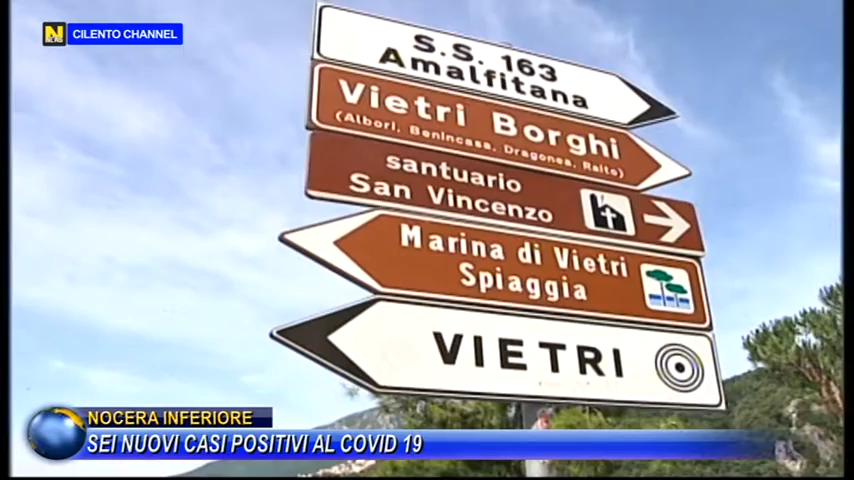 CILENTO CHANNEL
S.S. 163
Amalfitana
Vietri Borghi
(Albori, Benincasa, Dragonea, Raito)
santuario
San Vincenzo
Marina di Vietri
Spiaggia
VIETRI
NOCERA INFERIORE
SEI NUOVI CASI POSITIVI AL COVID 19